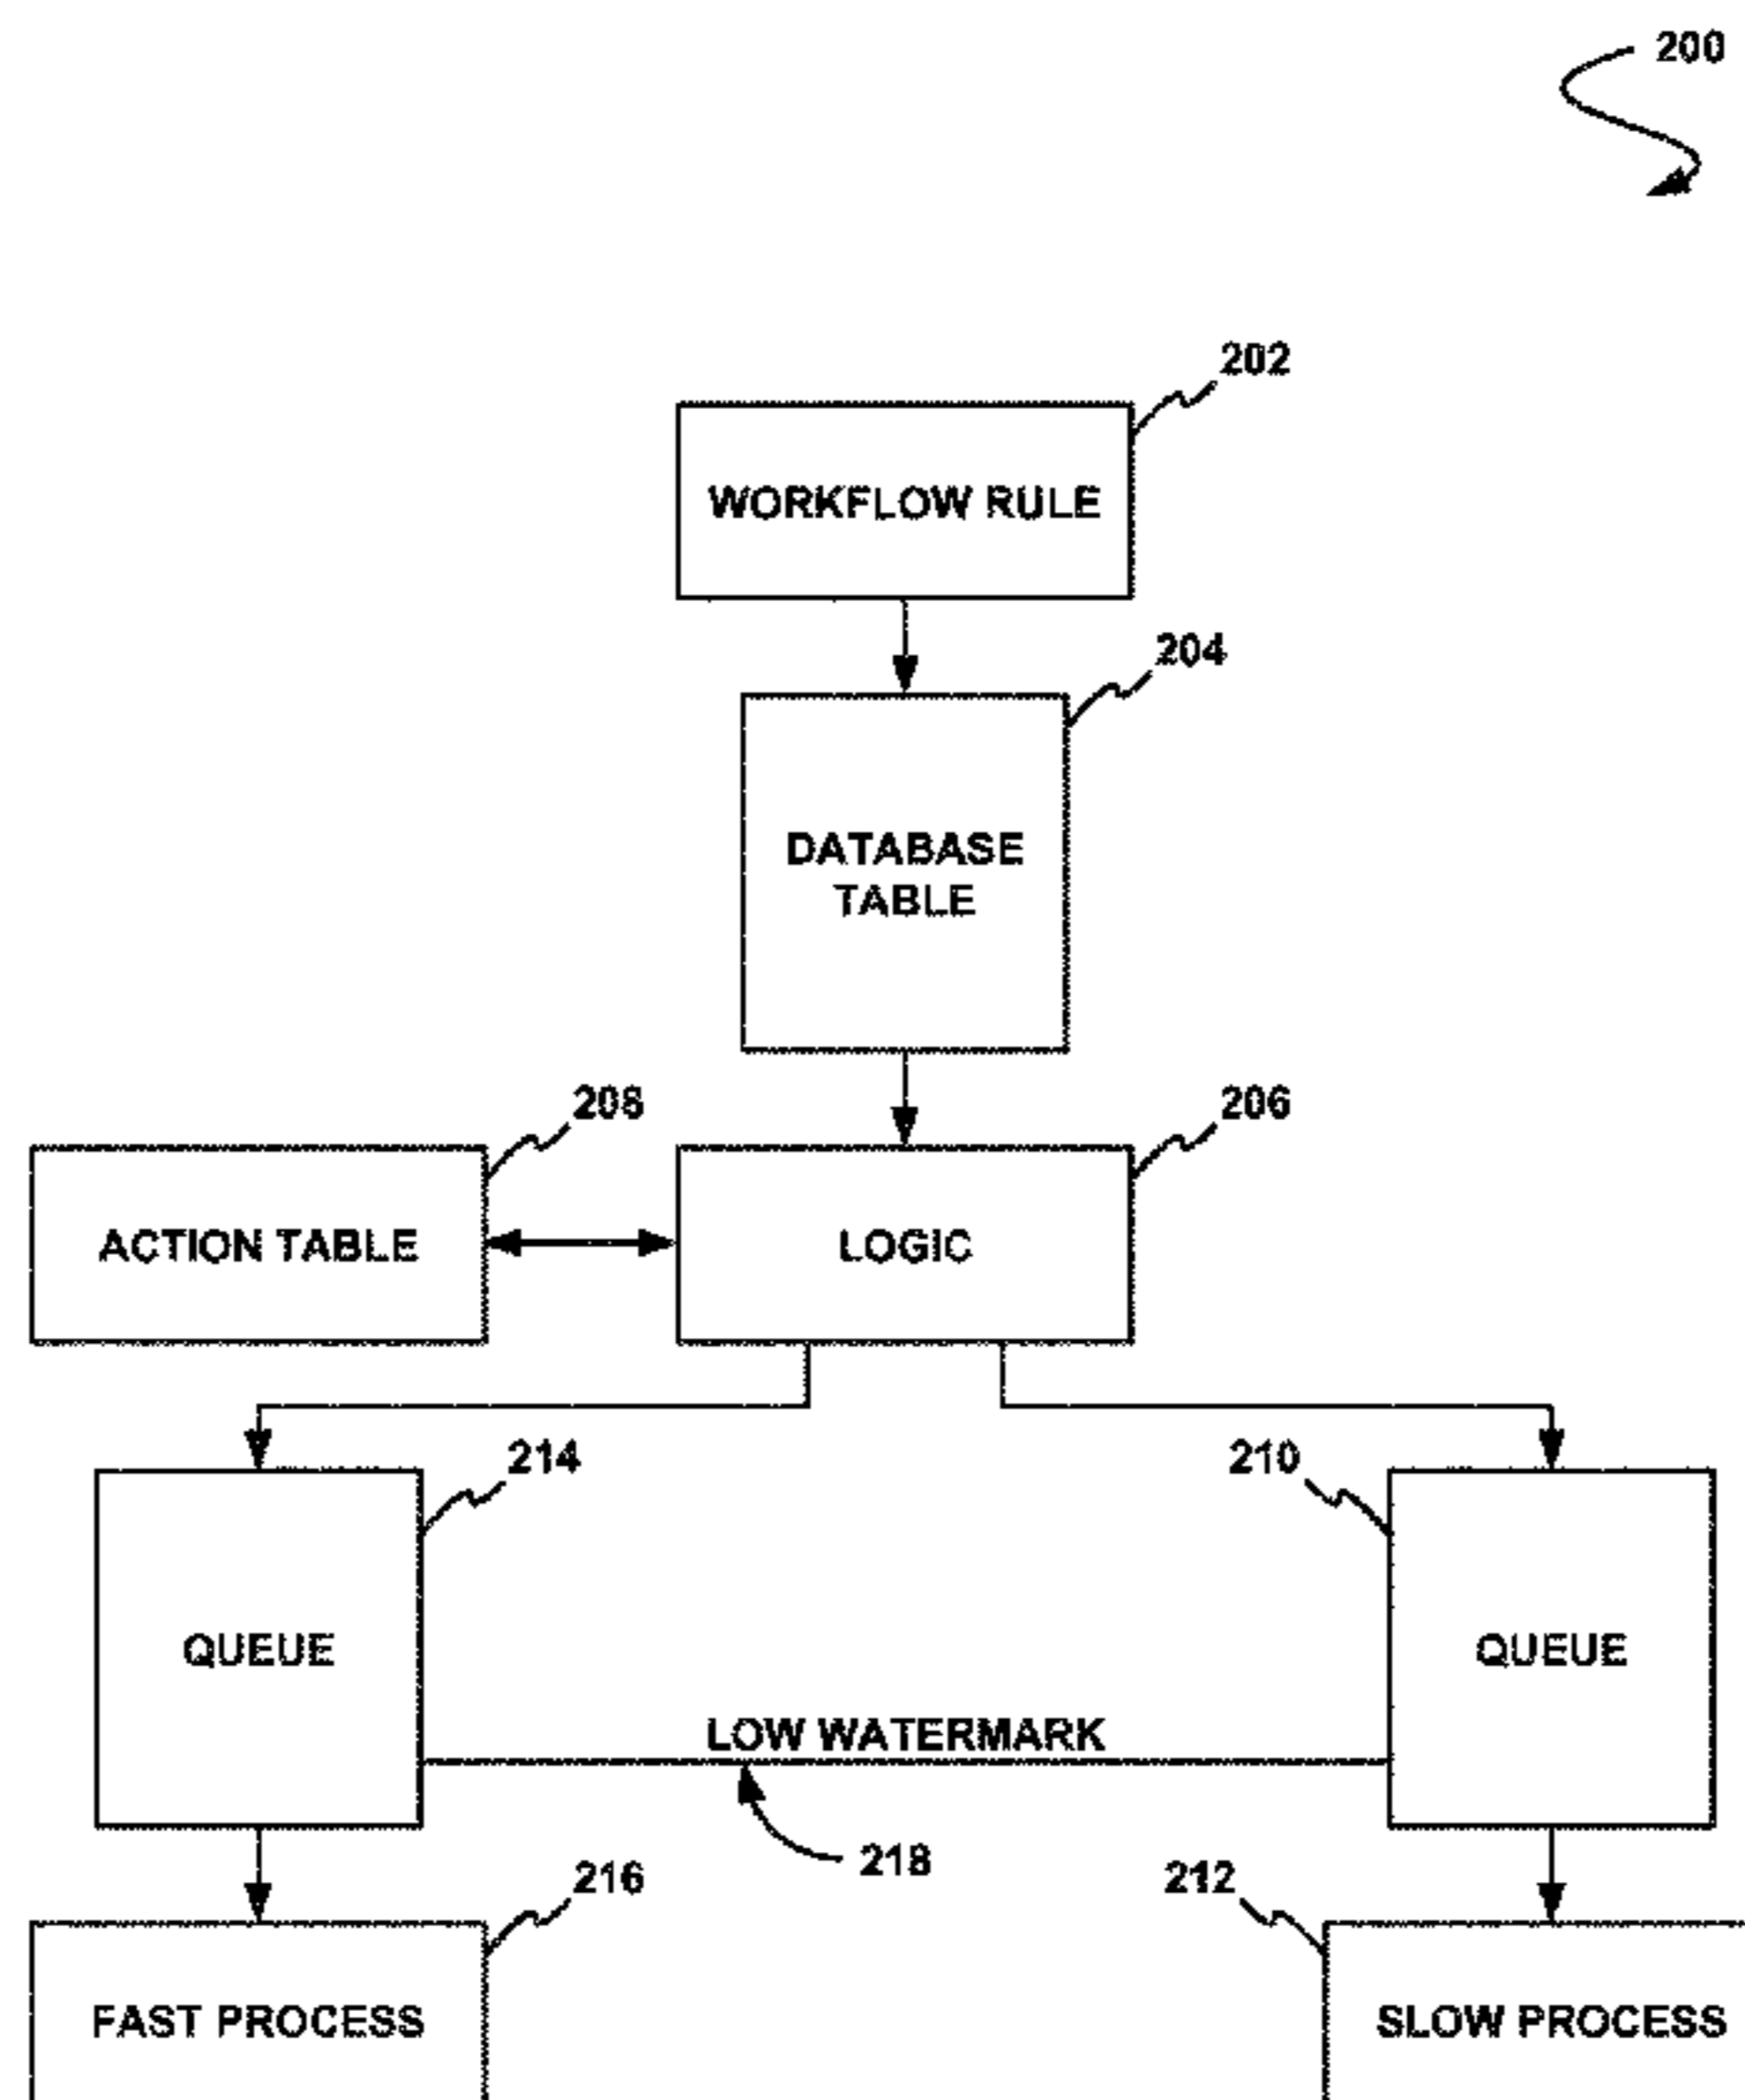 200
202
WORKFLOW RULE
204
DATABASE
TABLE
208
206
ACTION TABLE
LOGIC
214
210
QUEUE
QUEUE
LOW WATERMARK
218
216
212
FAST PROCESS
SLOW PROCESS